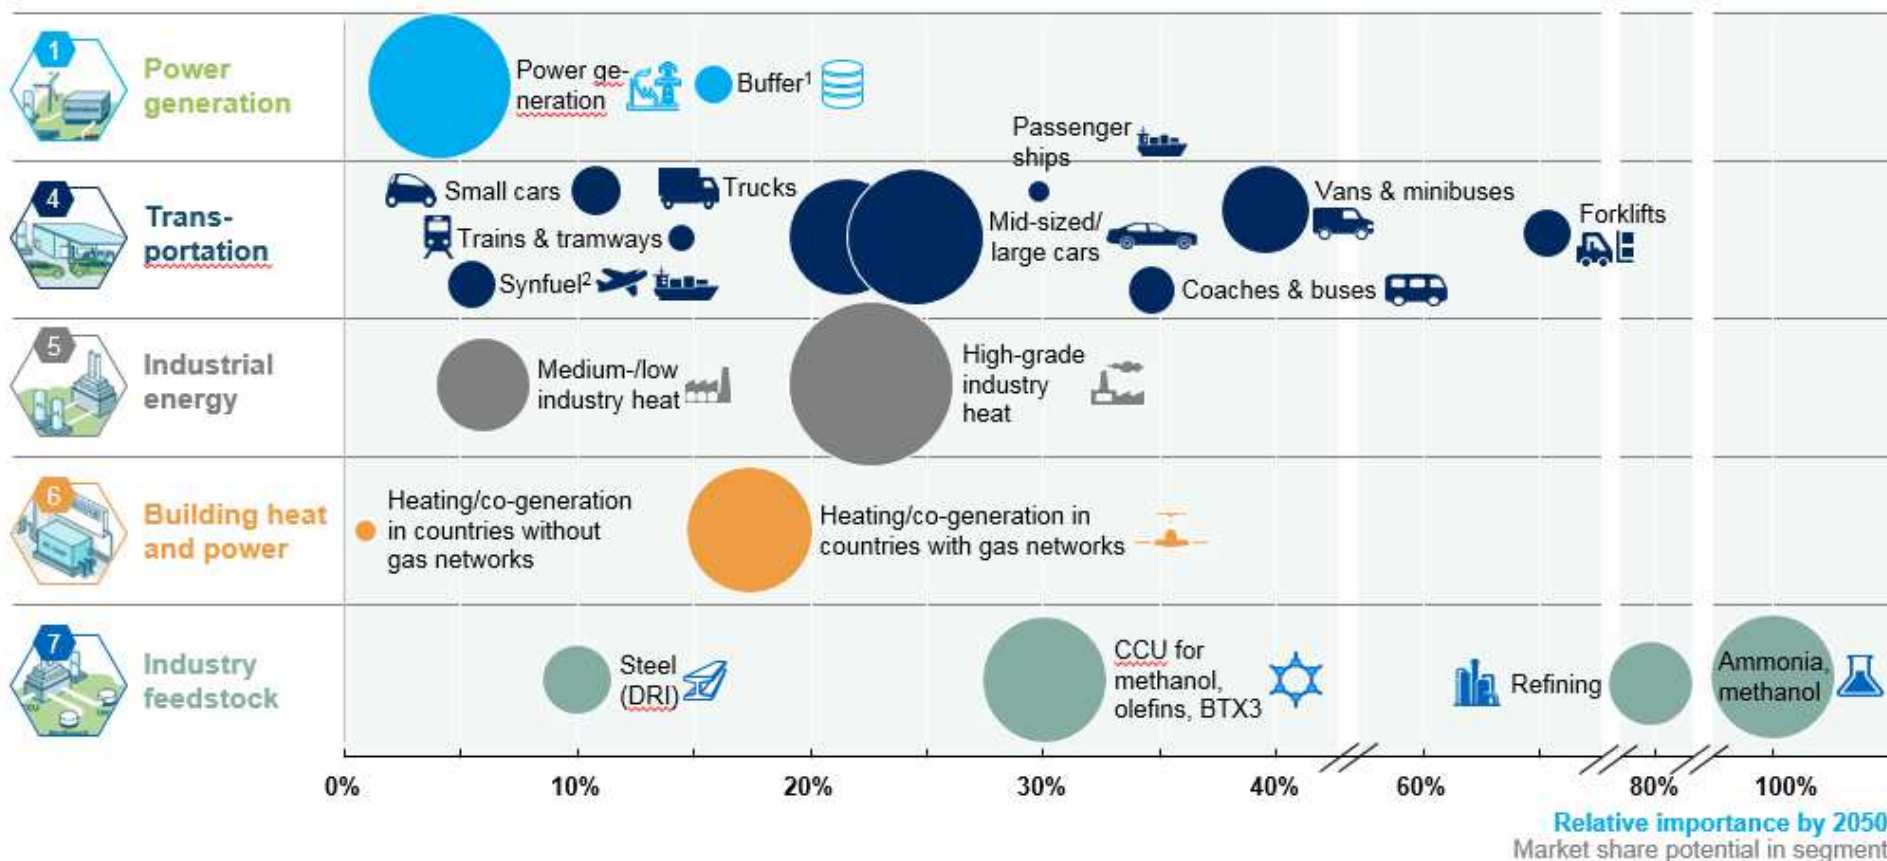 1
Power
generation
Power ge-
neration
Buffer¹
4
Trans-
portation
Small cars
Trucks
Passenger
ships
Vans & minibuses
Forklifts
Trains & tramways
Mid-sized/
large cars
Synfuel²
Coaches & buses
5
Industrial
energy
Medium-/low
industry heat
High-grade
industry
heat
6
Building heat
and power
Heating/co-generation
in countries without
gas networks
Heating/co-generation in
countries with gas networks
7
Industry
feedstock
Steel
(DRI)
CCU for
methanol,
olefins, BTX3
Refining
Ammonia,
methanol
0% 10% 20% 30% 40% 60% 80% 100%
Relative importance by 2050
Market share potential in segment